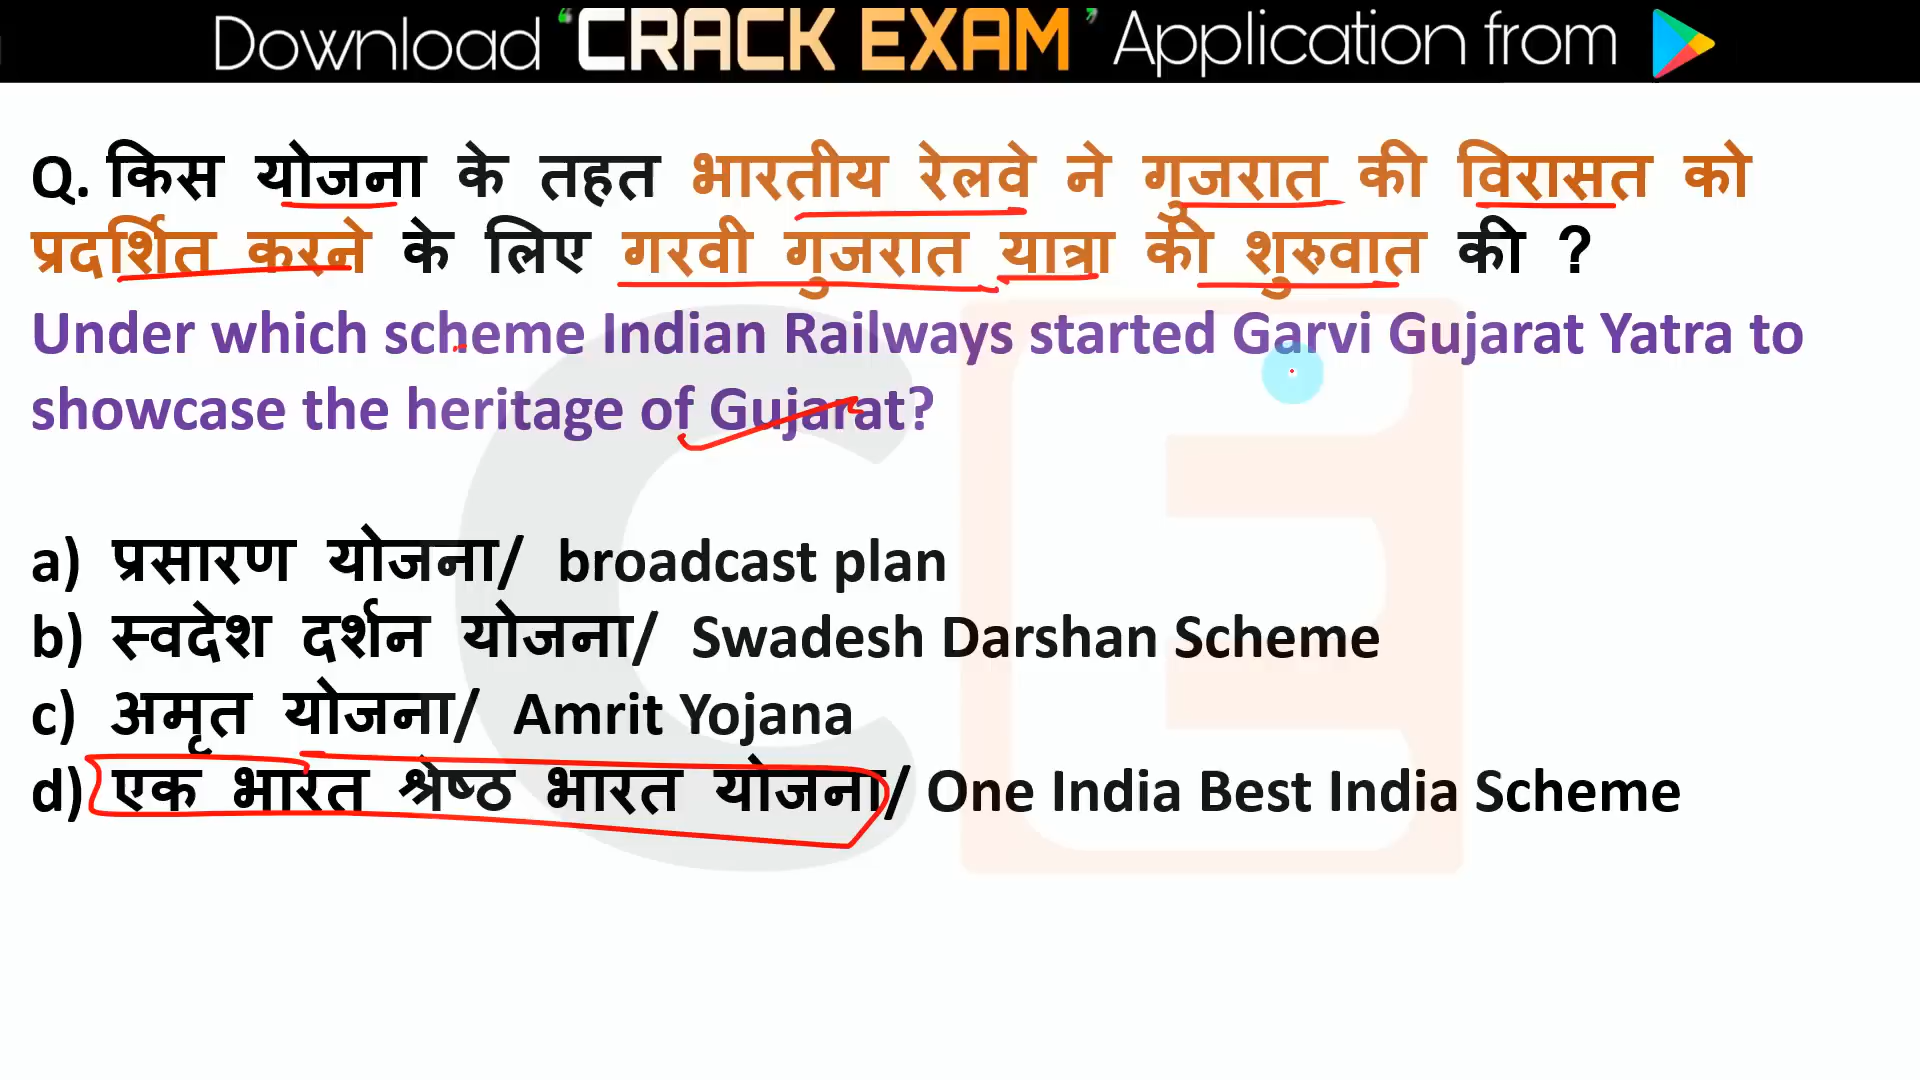 Download “CRACK EXAM” Application from
Q. किस योजना के तहत भारतीय रेलवे ने गुजरात की विरासत को
प्रदर्शित करने के लिए गरवी गुजरात यात्रा की शुरुवात की ?
Under which scheme Indian Railways started Garvi Gujarat Yatra to
showcase the heritage of Gujarat?
a) प्रसारण योजना/ broadcast plan
b) स्वदेश दर्शन योजना/ Swadesh Darshan Scheme
c) अमृत योजना/ Amrit Yojana
d) एक भारत श्रेष्ठ भारत योजना/ One India Best India Scheme
CE